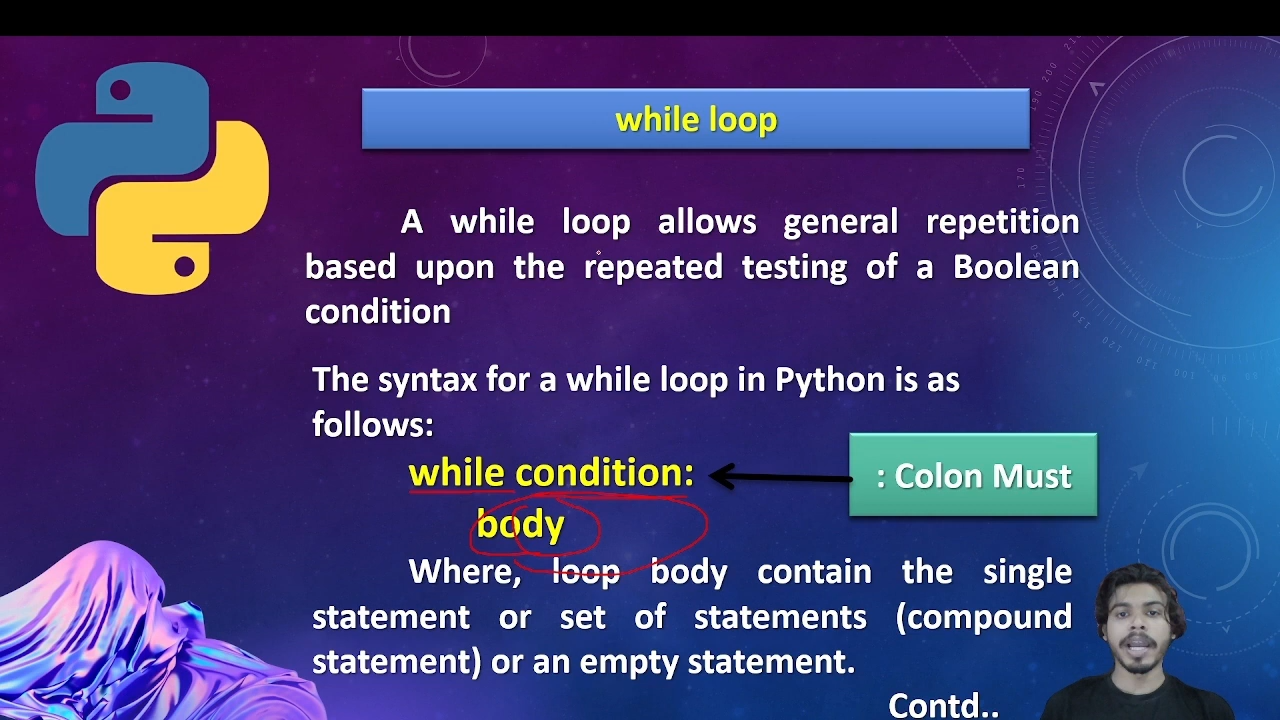 while loop
A while loop allows general repetition
based upon the repeated testing of a Boolean
condition
The syntax for a while loop in Python is as
follows:
while condition:
: Colon Must
body
Where, loop body contain the single
statement or set of statements (compound
statement) or an empty statement.
Contd..